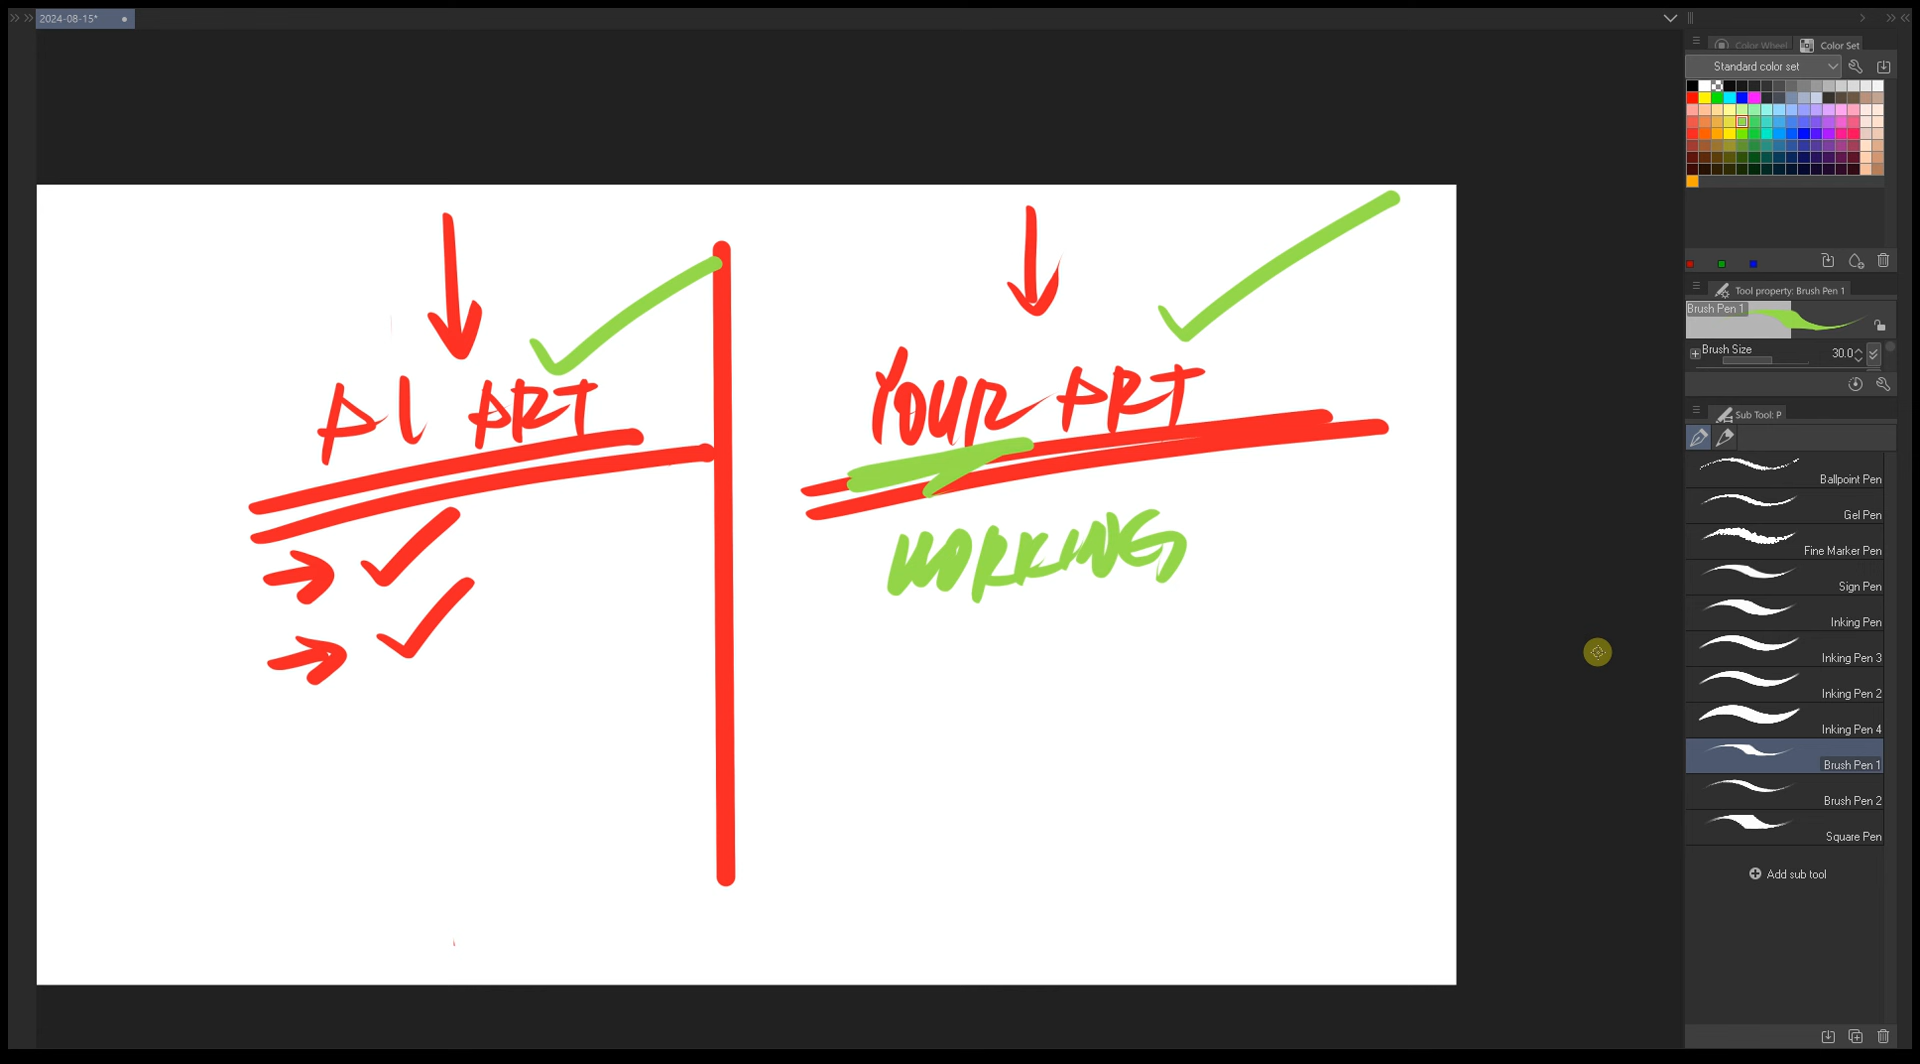 2024-08-15*
Color Wheel
Color Set
Standard color set
AI ART
YOUR ART
WORKING
Tool property: Brush Pen 1
Brush Pen 1
Brush Size
30.0
Sub Tool: P
Ballpoint Pen
Gel Pen
Fine Marker Pen
Sign Pen
Inking Pen
Inking Pen 3
Inking Pen 2
Inking Pen 4
Brush Pen 1
Brush Pen 2
Square Pen
Add sub tool